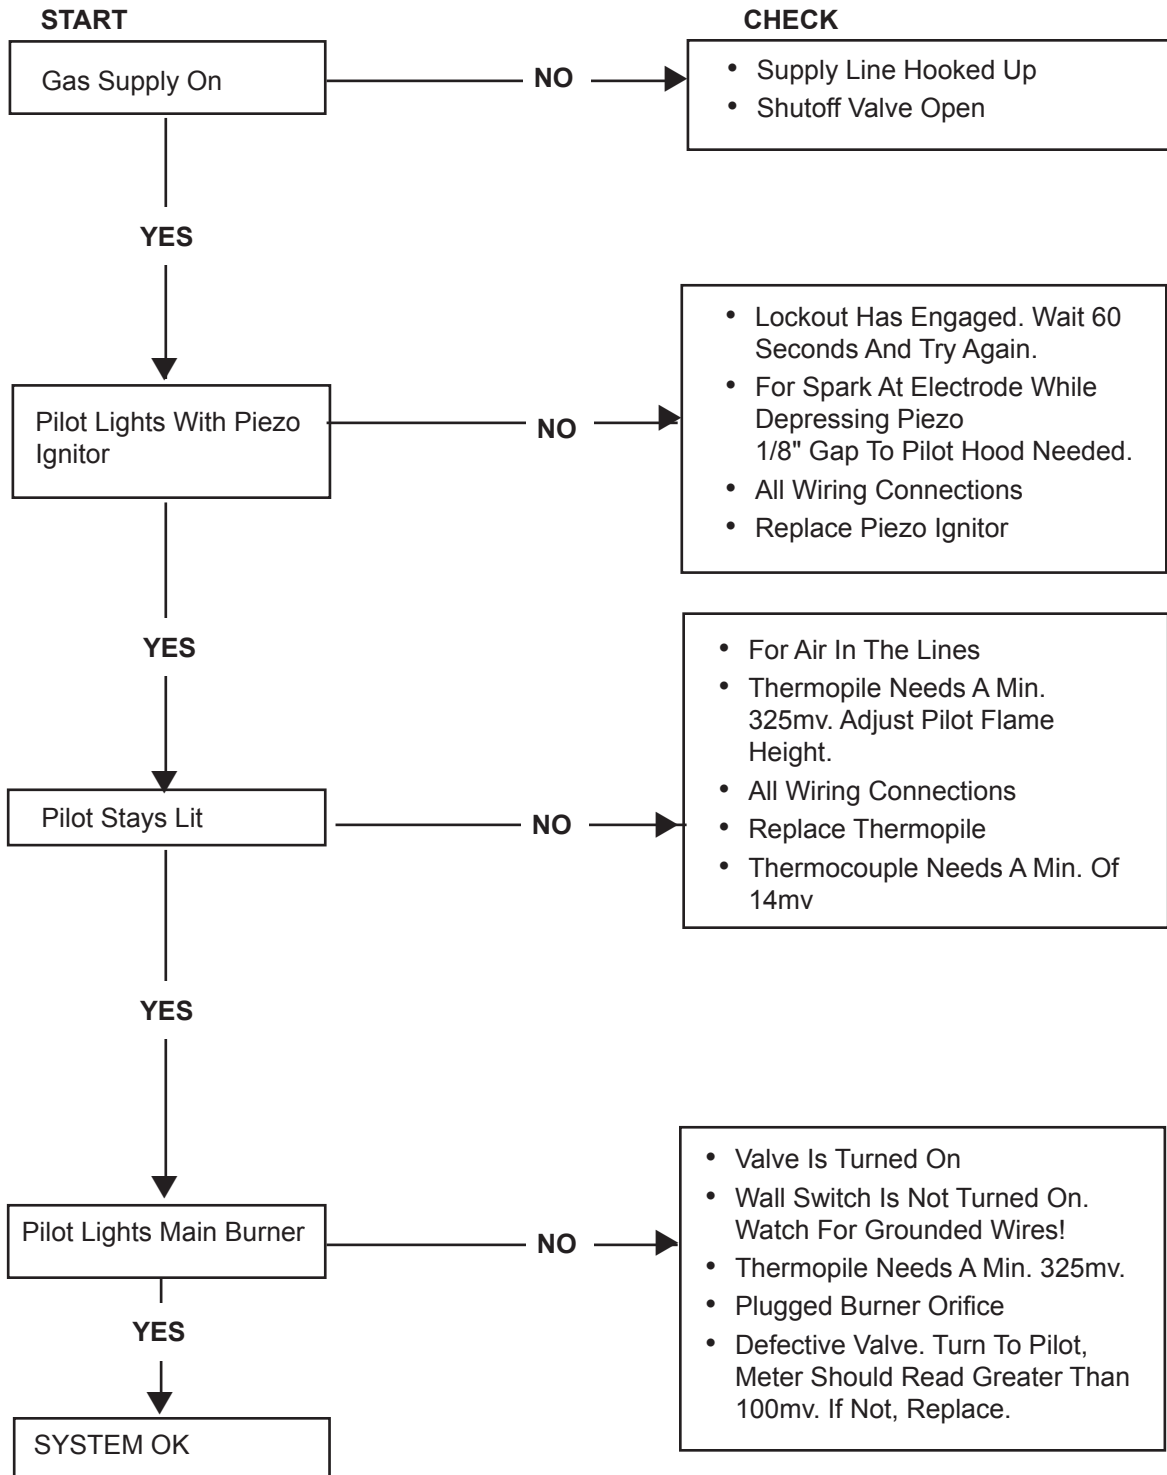 START
CHECK
Gas Supply On
NO
• Supply Line Hooked Up
• Shutoff Valve Open
YES
Pilot Lights With Piezo
Ignitor
NO
• Lockout Has Engaged. Wait 60
Seconds And Try Again.
• For Spark At Electrode While
Depressing Piezo
1/8" Gap To Pilot Hood Needed.
• All Wiring Connections
• Replace Piezo Ignitor
YES
Pilot Stays Lit
NO
• For Air In The Lines
• Thermopile Needs A Min.
325mv. Adjust Pilot Flame
Height.
• All Wiring Connections
• Replace Thermopile
• Thermocouple Needs A Min. Of
14mv
YES
Pilot Lights Main Burner
NO
• Valve Is Turned On
• Wall Switch Is Not Turned On.
Watch For Grounded Wires!
• Thermopile Needs A Min. 325mv.
• Plugged Burner Orifice
• Defective Valve. Turn To Pilot,
Meter Should Read Greater Than
100mv. If Not, Replace.
YES
SYSTEM OK